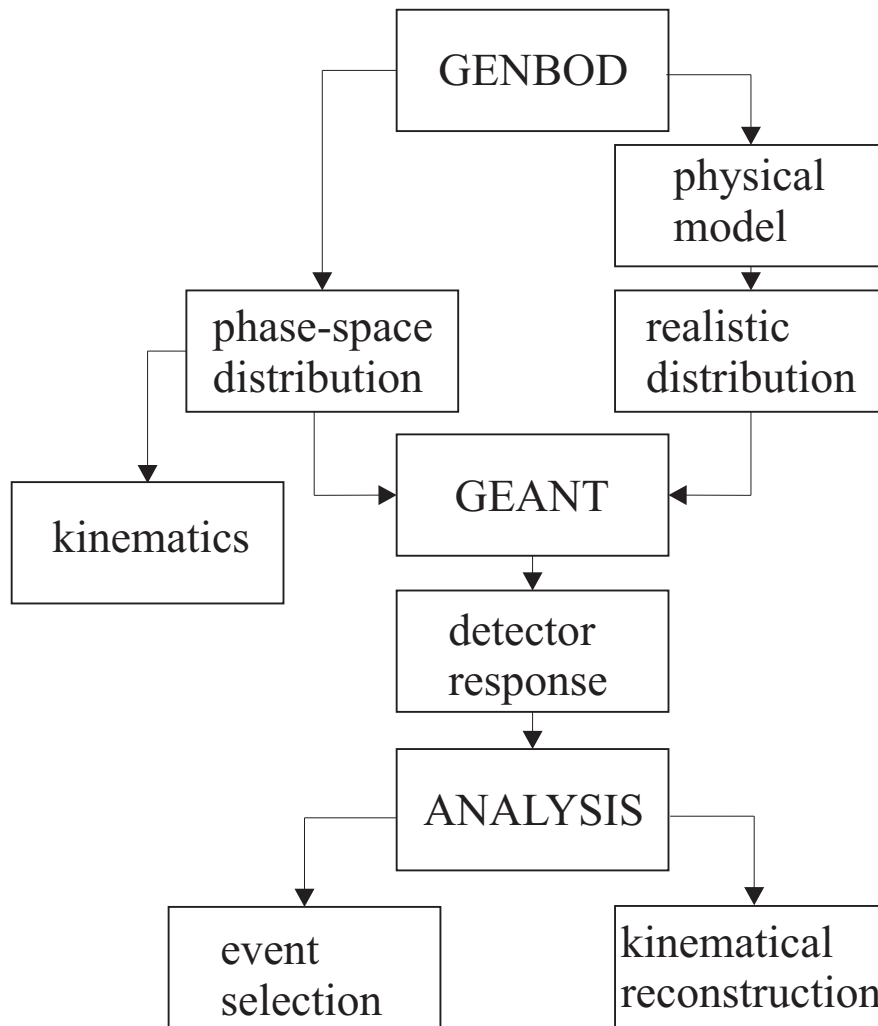 GENBOD
physical
model
phase-space
distribution
realistic
distribution
GEANT
kinematics
detector
response
ANALYSIS
event
selection
kinematical
reconstruction